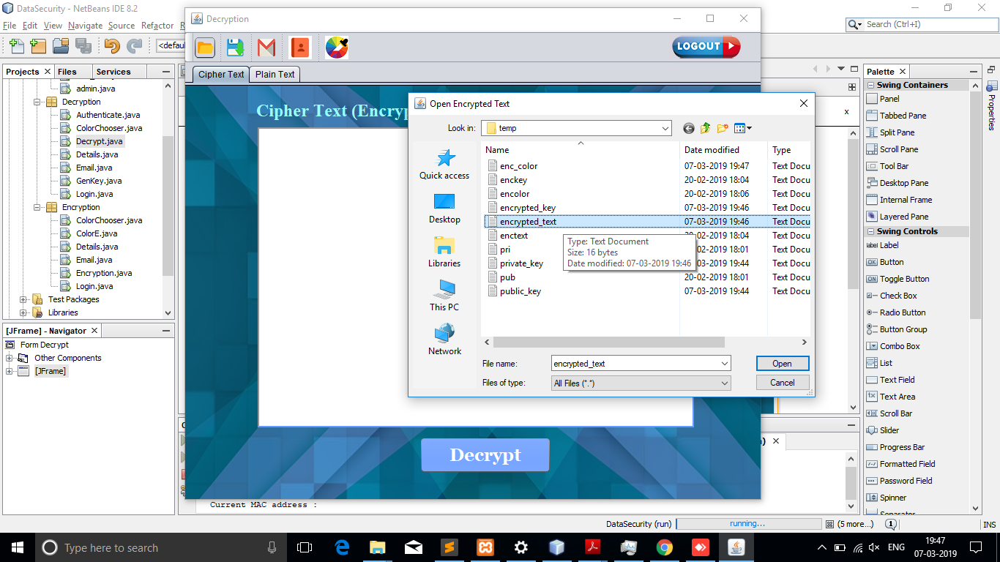 DataSecurity - NetBeans IDE 8.2
File Edit View Navigate Source Refactor
Search (Ctrl+I)
Projects Files Services
admin.java
Decryption
Authenticate.java
ColorChooser.java
Decrypt.java
Details.java
Email.java
GenKey.java
Login.java
Encryption
ColorChooser.java
ColorE.java
Details.java
Email.java
Encryption.java
Login.java
Test Packages
Libraries
[JFrame] - Navigator
Form Decrypt
Other Components
[JFrame]
Decryption
LOGOUT
Cipher Text Plain Text
Cipher Text (Encryp
Decrypt
Current MAC address :
Open Encrypted Text
Look in: temp
Quick access
Desktop
Libraries
This PC
Network
Name Date modified Type
enc_color 07-03-2019 19:47 Text Docu
enckey 20-02-2019 18:04 Text Docu
encolor 20-02-2019 18:06 Text Docu
encrypted_key 07-03-2019 19:46 Text Docu
encrypted_text 07-03-2019 19:46 Text Docu
enctext 20-02-2019 18:04 Text Docu
pri 20-02-2019 18:01 Text Docu
private_key 07-03-2019 19:44 Text Docu
pub 20-02-2019 18:01 Text Docu
public_key 07-03-2019 19:44 Text Docu
Type: Text Document
Size: 16 bytes
Date modified: 07-03-2019 19:46
File name: encrypted_text Open
Files of type: All Files (*.*) Cancel
Palette
Swing Containers
Panel
Tabbed Pane
Split Pane
Scroll Pane
Tool Bar
Desktop Pane
Internal Frame
Layered Pane
Swing Controls
Label
Button
Toggle Button
Check Box
Radio Button
Button Group
Combo Box
List
Text Field
Text Area
Scroll Bar
Slider
Progress Bar
Formatted Field
Password Field
Spinner
Separator
Properties
DataSecurity (run) running... (5 more...) 1 INS
Type here to search
ENG
19:47
07-03-2019